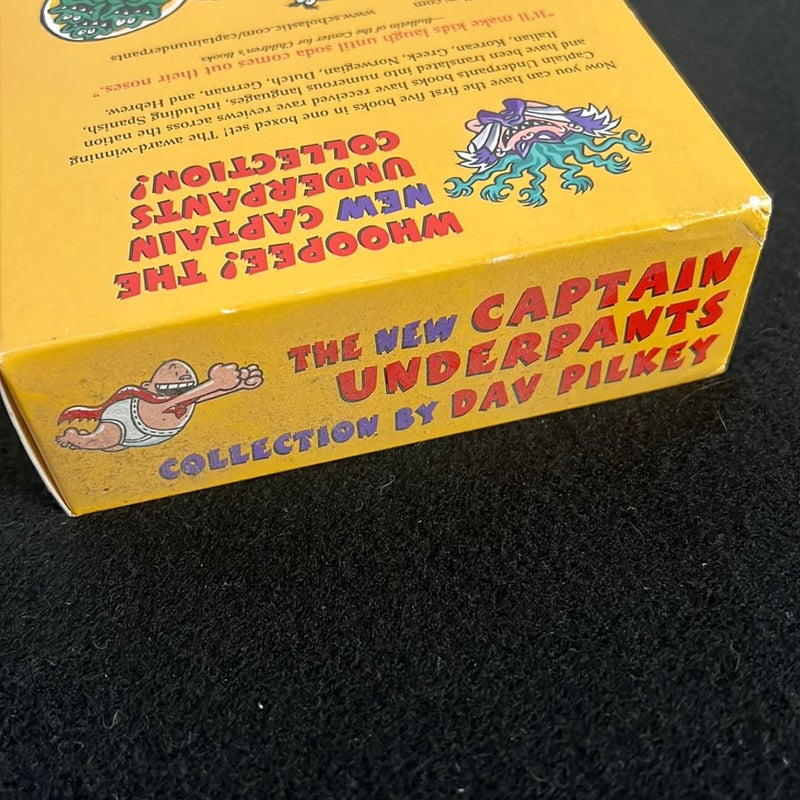 THE NEW CAPTAIN
UNDERPANTS
COLLECTION BY DAV PILKEY
WHOOPEE! THE
NEW CAPTAIN
UNDERPANTS
COLLECTION!
Now you can have the first five books in one boxed set! The award-winning
Captain Underpants books have received rave reviews across the nation
and have been translated into numerous languages, including Spanish,
Italian, Korean, Greek, Norwegian, Dutch, German, and Hebrew.
"It'll make kids laugh until soda comes out their noses."
—Bulletin of the Center for Children's Books
www.scholastic.com/captainunderpants